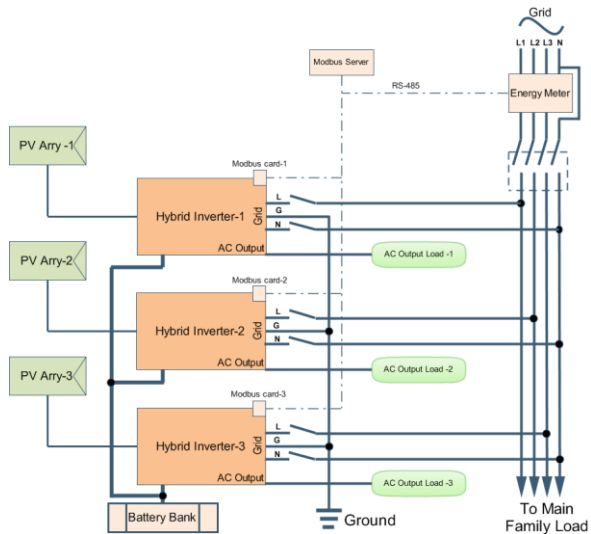 Grid
L1 L2 L3 N
Modbus Server
RS-485
Energy Meter
PV Arry -1
Modbus card-1
Hybrid Inverter-1
L
G
N
Grid
AC Output
AC Output Load -1
PV Arry-2
Modbus card-2
Hybrid Inverter-2
L
G
N
Grid
AC Output
AC Output Load -2
PV Arry-3
Modbus card-3
Hybrid Inverter-3
L
G
N
Grid
AC Output
AC Output Load -3
Battery Bank
Ground
To Main
Family Load